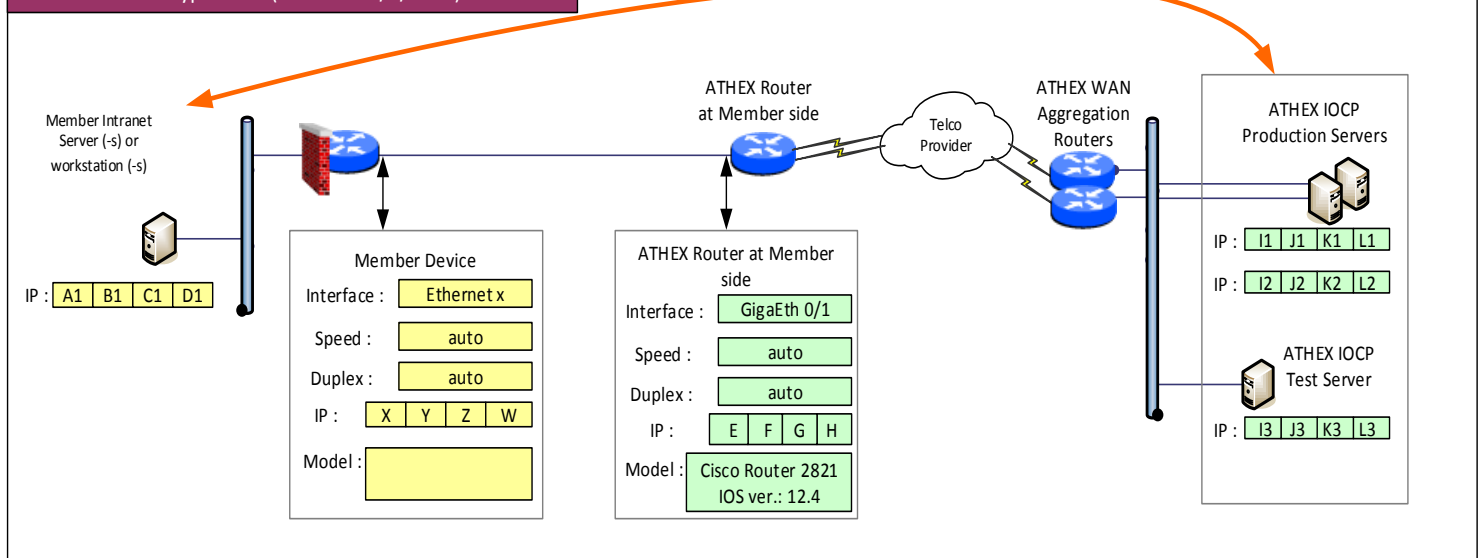 Member Intranet
Server (-s) or
workstation (-s)
IP :
A1 B1 C1 D1
ATHEX Router
at Member side
Telco
Provider
ATHEX WAN
Aggregation
Routers
ATHEX IOCP
Production Servers
IP : I1 J1 K1 L1
IP : I2 J2 K2 L2
ATHEX IOCP
Test Server
IP : I3 J3 K3 L3
Member Device
Interface : Ethernet x
Speed : auto
Duplex : auto
IP : X Y Z W
Model :
ATHEX Router at Member
side
Interface : GigaEth 0/1
Speed : auto
Duplex : auto
IP : E F G H
Model : Cisco Router 2821
IOS ver.: 12.4